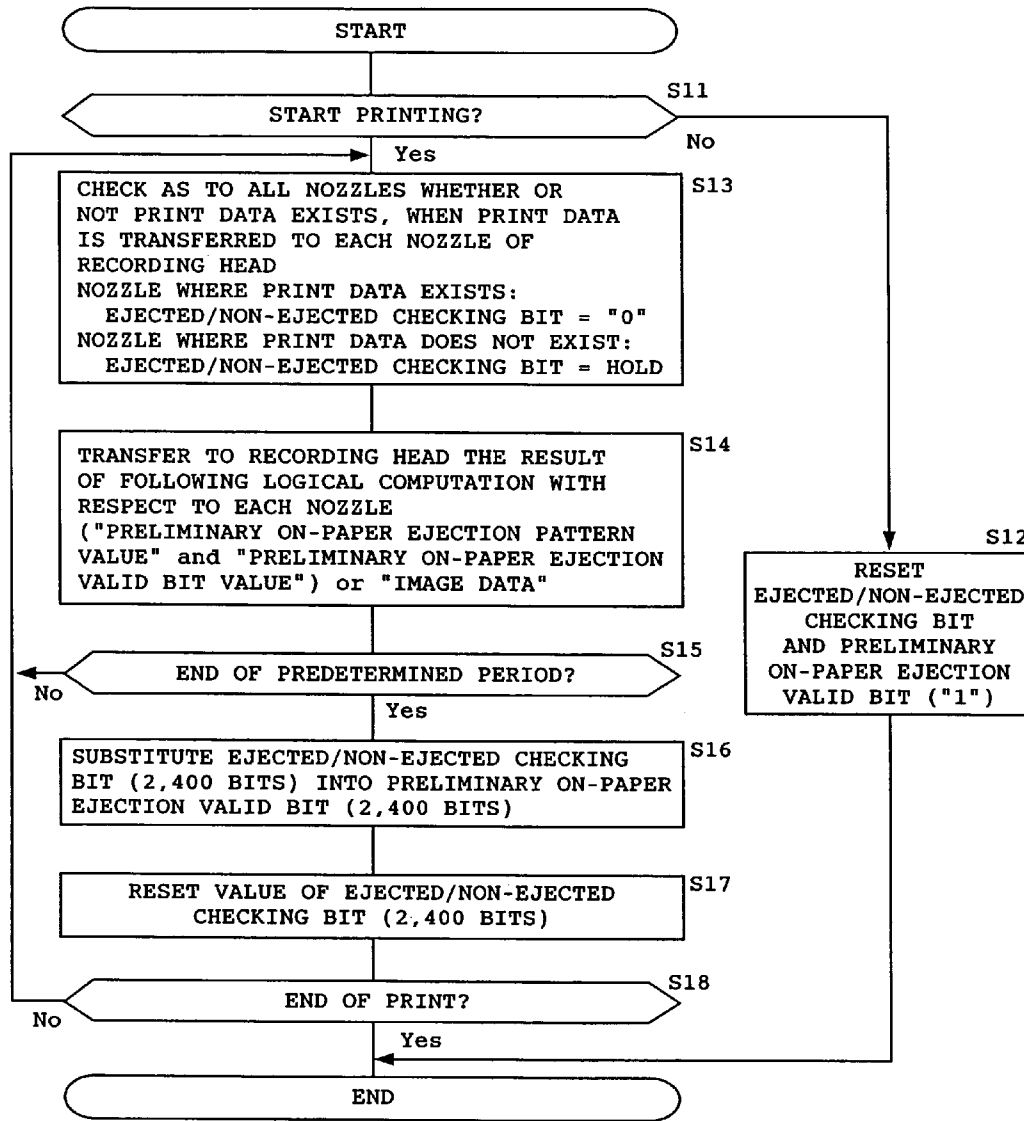 START
S11
START PRINTING?
No
Yes
S13
CHECK AS TO ALL NOZZLES WHETHER OR
NOT PRINT DATA EXISTS, WHEN PRINT DATA
IS TRANSFERRED TO EACH NOZZLE OF
RECORDING HEAD
NOZZLE WHERE PRINT DATA EXISTS:
EJECTED/NON-EJECTED CHECKING BIT = "0"
NOZZLE WHERE PRINT DATA DOES NOT EXIST:
EJECTED/NON-EJECTED CHECKING BIT = HOLD
S14
TRANSFER TO RECORDING HEAD THE RESULT
OF FOLLOWING LOGICAL COMPUTATION WITH
RESPECT TO EACH NOZZLE
("PRELIMINARY ON-PAPER EJECTION PATTERN
VALUE" and "PRELIMINARY ON-PAPER EJECTION
VALID BIT VALUE") or "IMAGE DATA"
S12
RESET
EJECTED/NON-EJECTED
CHECKING BIT
AND PRELIMINARY
ON-PAPER EJECTION
VALID BIT ("1")
S15
END OF PREDETERMINED PERIOD?
No
Yes
S16
SUBSTITUTE EJECTED/NON-EJECTED CHECKING
BIT (2,400 BITS) INTO PRELIMINARY ON-PAPER
EJECTION VALID BIT (2,400 BITS)
S17
RESET VALUE OF EJECTED/NON-EJECTED
CHECKING BIT (2,400 BITS)
S18
END OF PRINT?
No
Yes
END